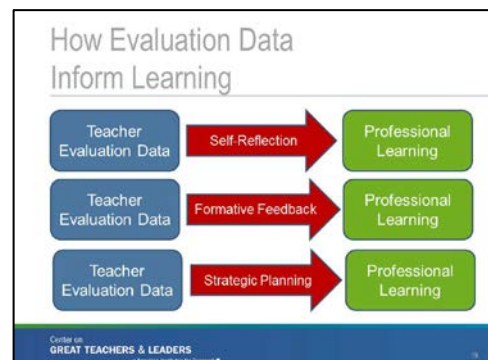 How Evaluation Data
Inform Learning
Teacher
Evaluation Data
Self-Reflection
Professional
Learning
Teacher
Evaluation Data
Formative Feedback
Professional
Learning
Teacher
Evaluation Data
Strategic Planning
Professional
Learning
Center on
GREAT TEACHERS & LEADERS